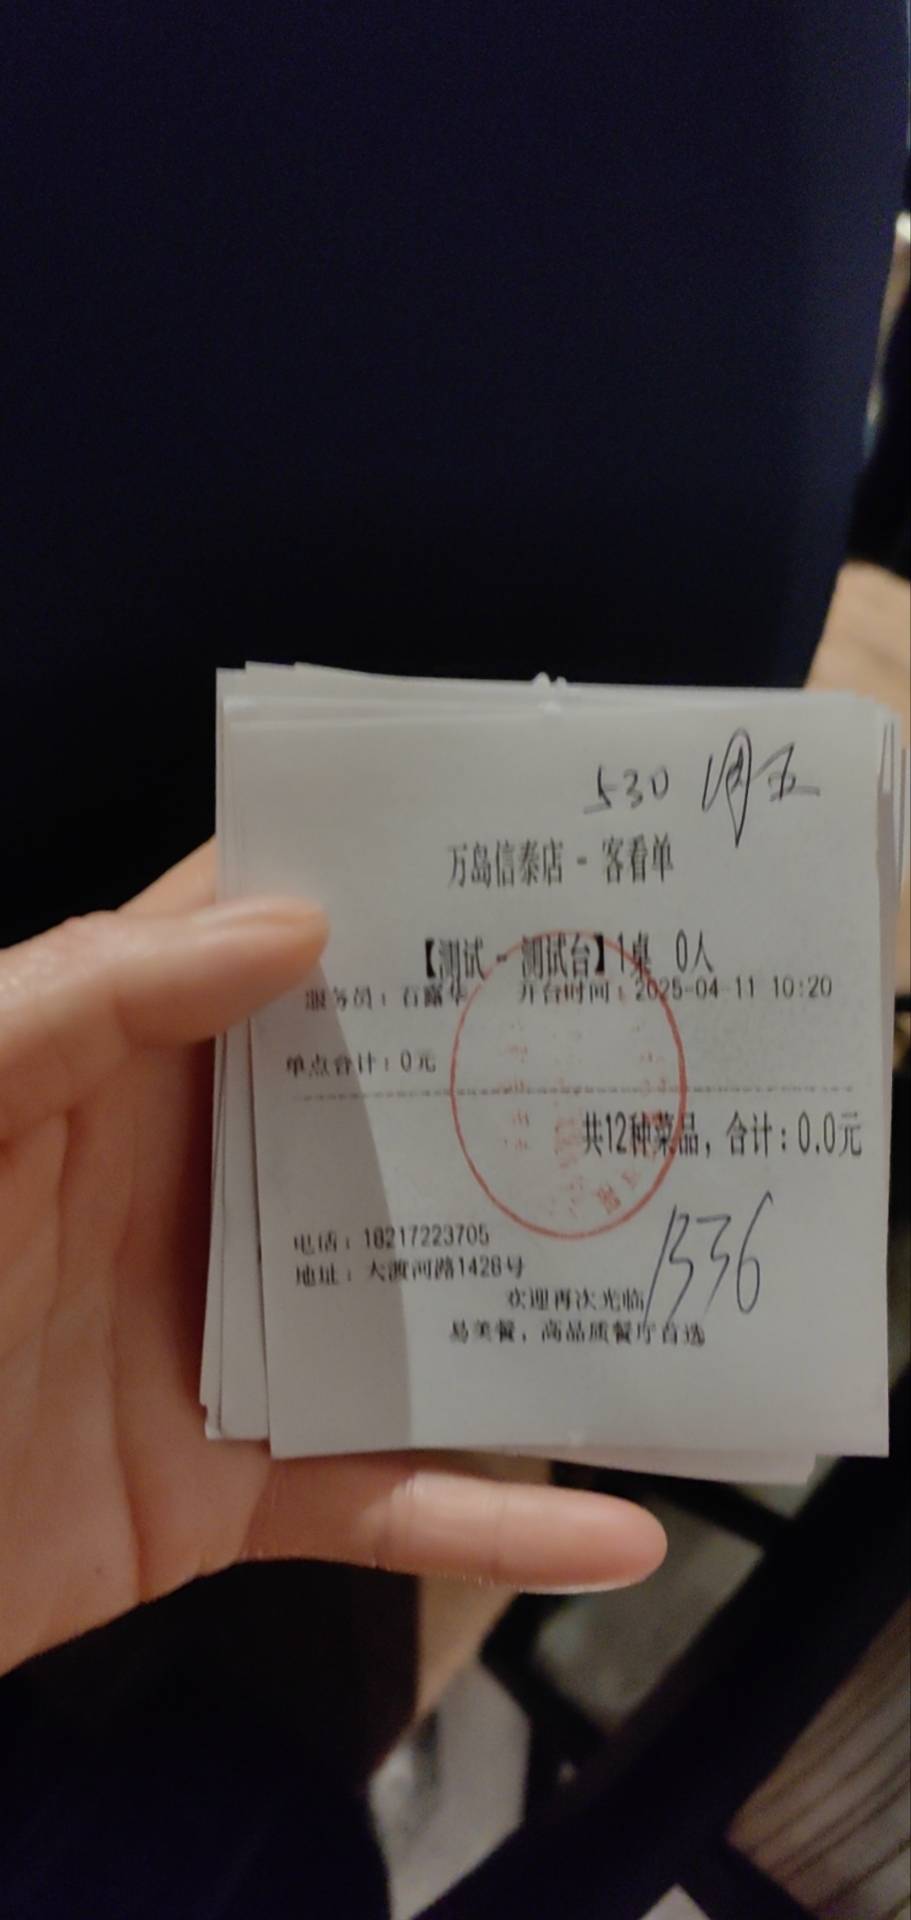 530 周五
万岛信泰店 - 客看单
【测试 - 测试台】1桌 0人
服务员：石露华 开台时间：2025-04-11 10:20
单点合计：0元
共12种菜品，合计：0.0元
电话：18217223705
地址：大渡河路1428号
1336
欢迎再次光临
易美餐，高品质餐厅首选